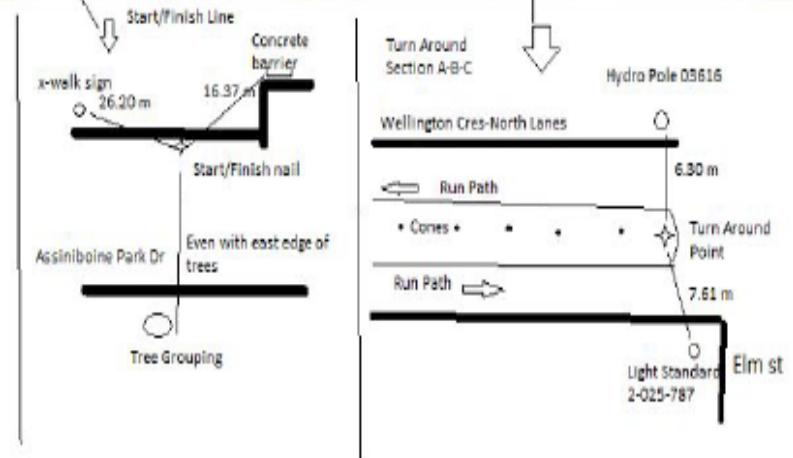 Start/Finish Line
Concrete
barrier
x-walk sign
26.20 m
16.37 m
Start/Finish nail
Assiniboine Park Dr
Even with east edge of
trees
Tree Grouping
Turn Around
Section A-B-C
Hydro Pole 03616
Wellington Cres-North Lanes
6.30 m
Run Path
Cones
Turn Around
Point
Run Path
7.61 m
Light Standard
2-025-787
Elm st